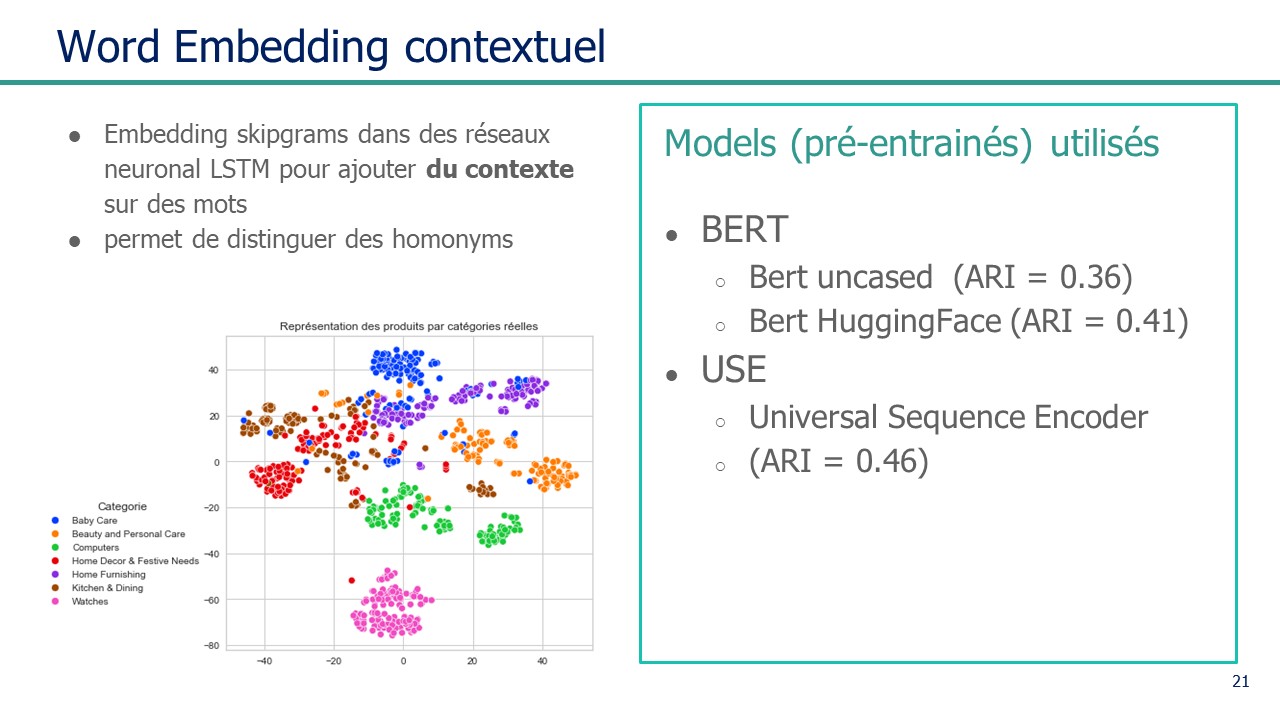 Word Embedding contextuel
● Embedding skipgrams dans des réseaux
neuronal LSTM pour ajouter du contexte
sur des mots
● permet de distinguer des homonyms
Représentation des produits par catégories réelles
40
20
0
−20
−40
−60
−80
−40 −20 0 20 40
Categorie
Baby Care
Beauty and Personal Care
Computers
Home Decor & Festive Needs
Home Furnishing
Kitchen & Dining
Watches
Models (pré-entrainés) utilisés
● BERT
○ Bert uncased (ARI = 0.36)
○ Bert HuggingFace (ARI = 0.41)
● USE
○ Universal Sequence Encoder
○ (ARI = 0.46)
21